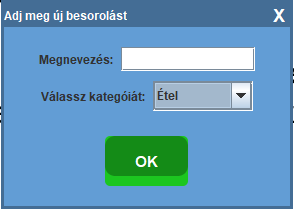 Adj meg új besorolást X
Megnevezés:
Válassz kategóiát: Étel
OK